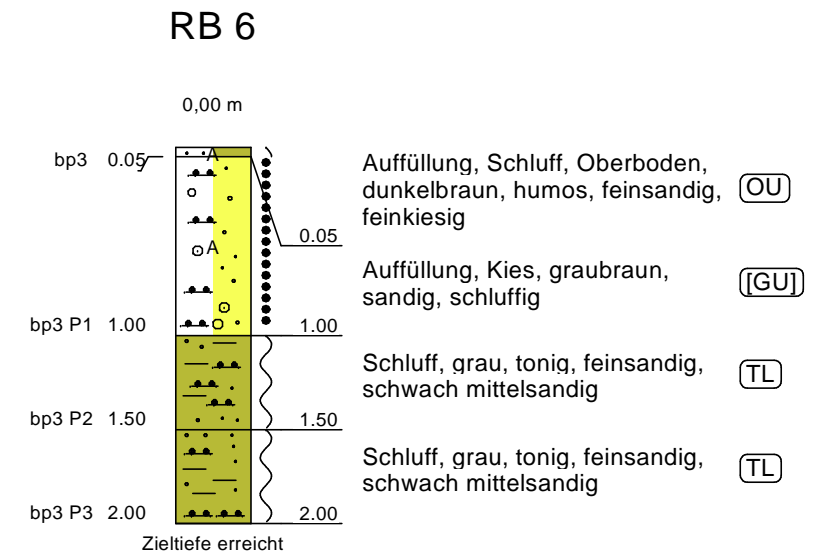 RB 6
0,00 m
bp3 0.05
A
Auffüllung, Schluff, Oberboden,
dunkelbraun, humos, feinsandig,
feinkiesig
OU
0.05
A
Auffüllung, Kies, graubraun,
sandig, schluffig
[GU]
bp3 P1 1.00
1.00
Schluff, grau, tonig, feinsandig,
schwach mittelsandig
TL
bp3 P2 1.50
1.50
Schluff, grau, tonig, feinsandig,
schwach mittelsandig
TL
bp3 P3 2.00
2.00
Zieltiefe erreicht